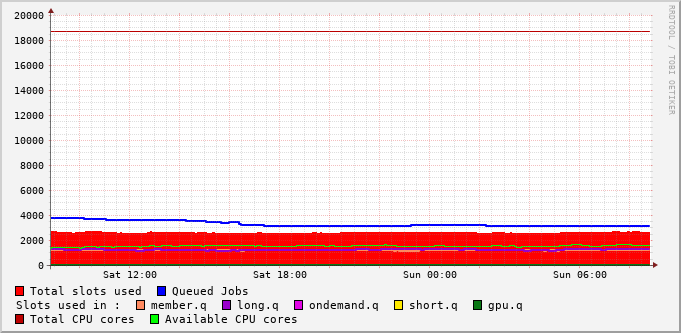 RRDTOOL / TOBI OETIKER
20000
18000
16000
14000
12000
10000
8000
6000
4000
2000
0
Sat 12:00 Sat 18:00 Sun 00:00 Sun 06:00
Total slots used Queued Jobs
Slots used in : member.q long.q ondemand.q short.q gpu.q
Total CPU cores Available CPU cores